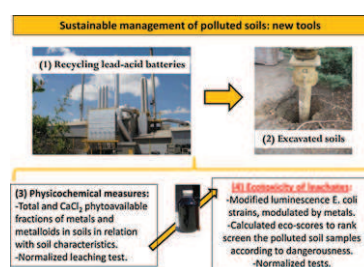 Sustainable management of polluted soils: new tools
(1) Recycling lead-acid batteries
(2) Excavated soils
(3) Physicochemical measures:
-Total and CaCl2 phytoavailable
fractions of metals and
metalloids in soils in relation
with soil characteristics.
-Normalized leaching test.
(4) Ecotoxicity of leachates:
-Modified luminescence E. coli
strains, modulated by metals.
-Calculated eco-scores to rank
screen the polluted soil samples
according to dangerousness.
-Normalized tests.